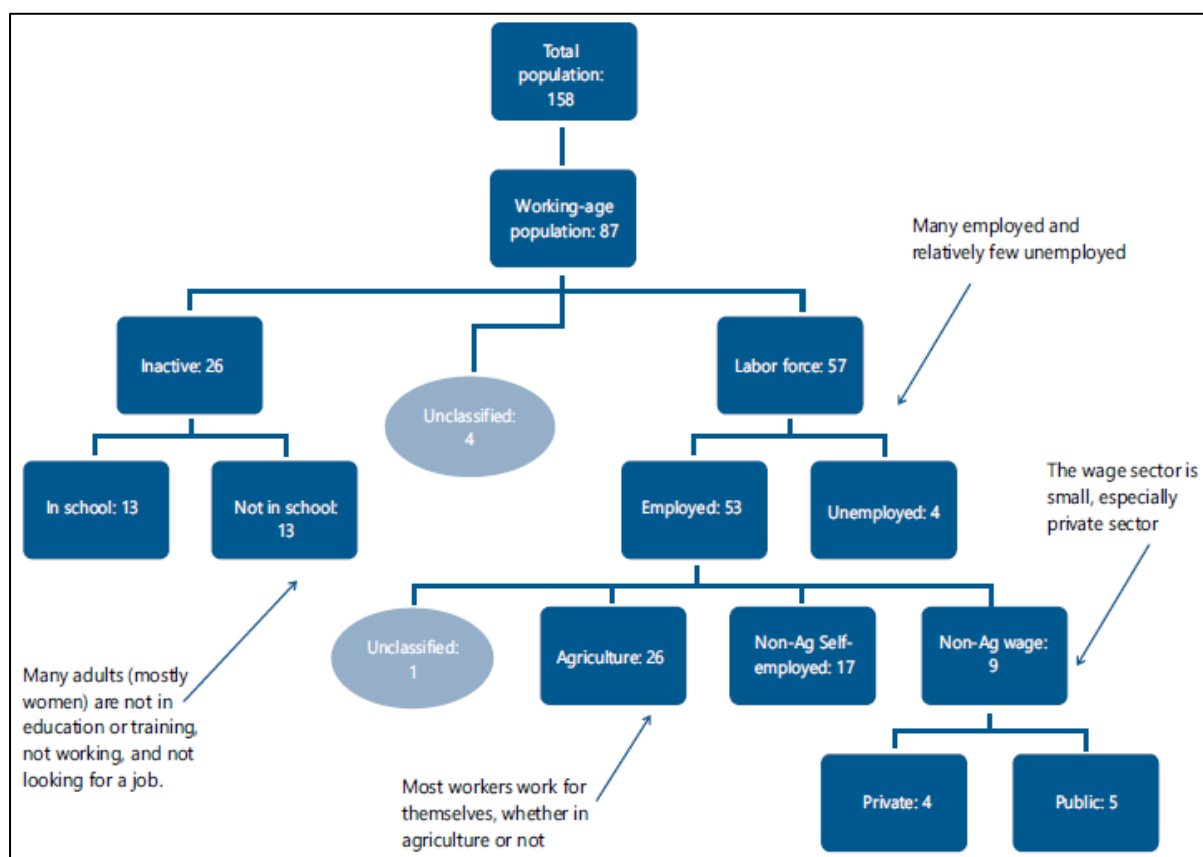 Total
population:
158
Working-age
population: 87
Many employed and
relatively few unemployed
Inactive: 26
Unclassified:
4
Labor force: 57
In school: 13
Not in school:
13
Employed: 53
Unemployed: 4
The wage sector is
small, especially
private sector
Unclassified:
1
Agriculture: 26
Non-Ag Self-
employed: 17
Non-Ag wage:
9
Many adults (mostly
women) are not in
education or training,
not working, and not
looking for a job.
Most workers work for
themselves, whether in
agriculture or not
Private: 4
Public: 5